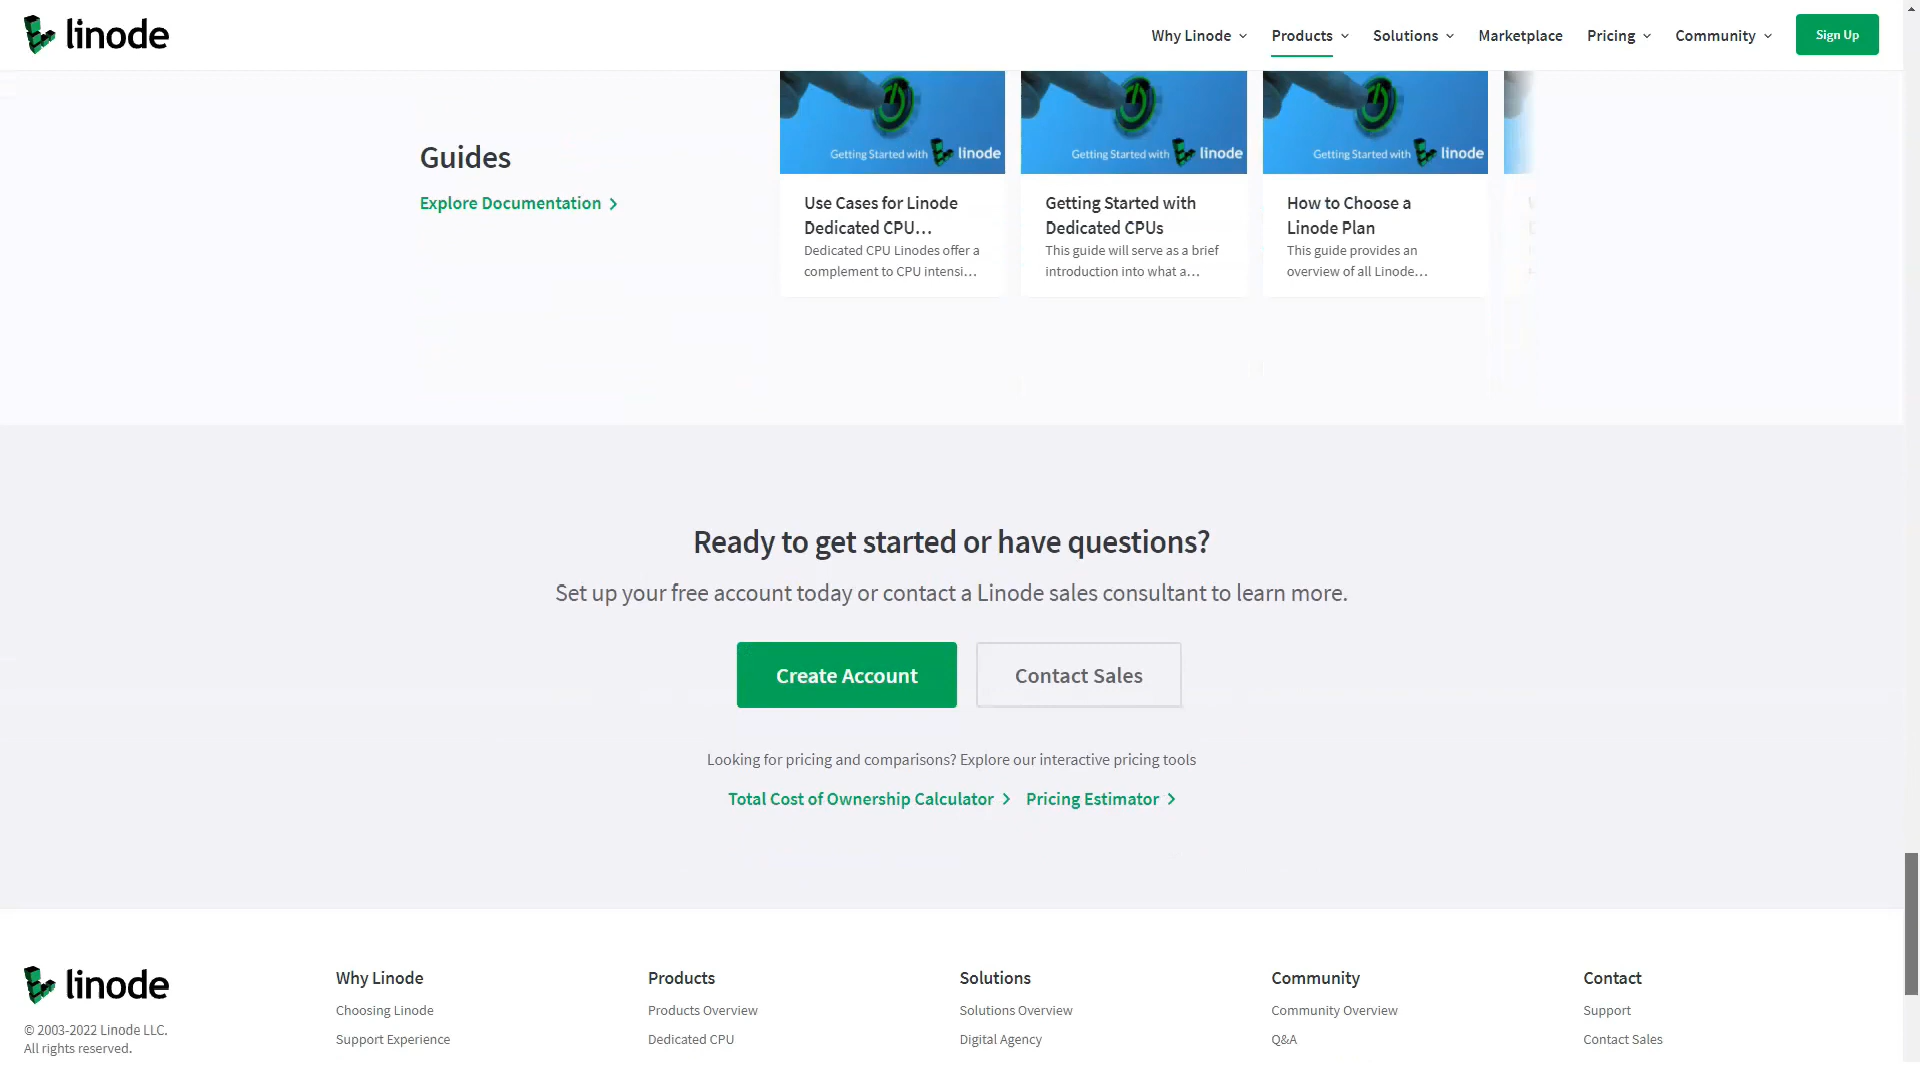 linode
Why Linode
Products
Solutions
Marketplace
Pricing
Community
Sign Up
Guides
Explore Documentation
Getting Started with linode
Getting Started with linode
Getting Started with linode
Use Cases for Linode
Dedicated CPU...
Dedicated CPU Linodes offer a
complement to CPU intensi...
Getting Started with
Dedicated CPUs
This guide will serve as a brief
introduction into what a...
How to Choose a
Linode Plan
This guide provides an
overview of all Linode...
Ready to get started or have questions?
Set up your free account today or contact a Linode sales consultant to learn more.
Create Account
Contact Sales
Looking for pricing and comparisons? Explore our interactive pricing tools
Total Cost of Ownership Calculator
Pricing Estimator
linode
© 2003-2022 Linode LLC.
All rights reserved.
Why Linode
Choosing Linode
Support Experience
Products
Products Overview
Dedicated CPU
Solutions
Solutions Overview
Digital Agency
Community
Community Overview
Q&A
Contact
Support
Contact Sales